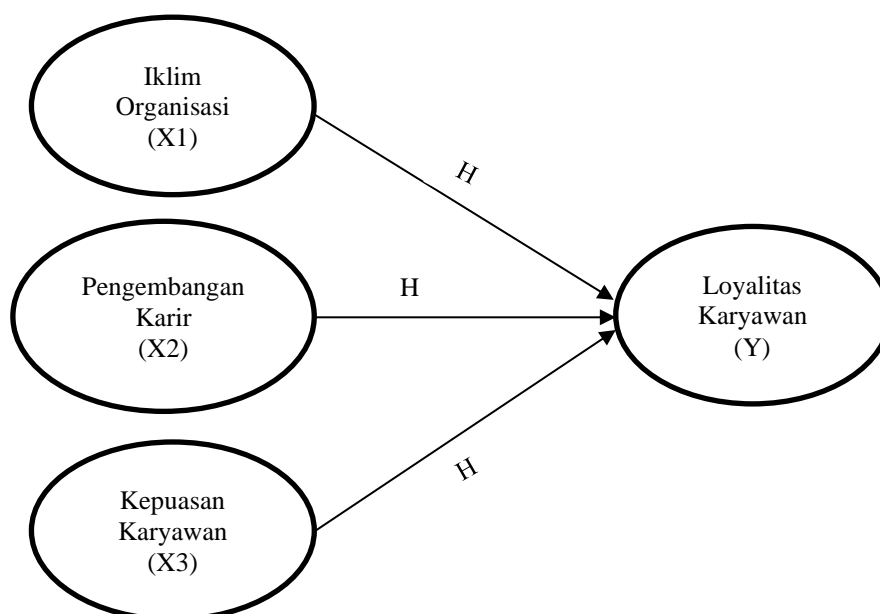 Iklim
Organisasi
(X1)
H
Pengembangan
Karir
(X2)
H
Loyalitas
Karyawan
(Y)
Kepuasan
Karyawan
(X3)
H